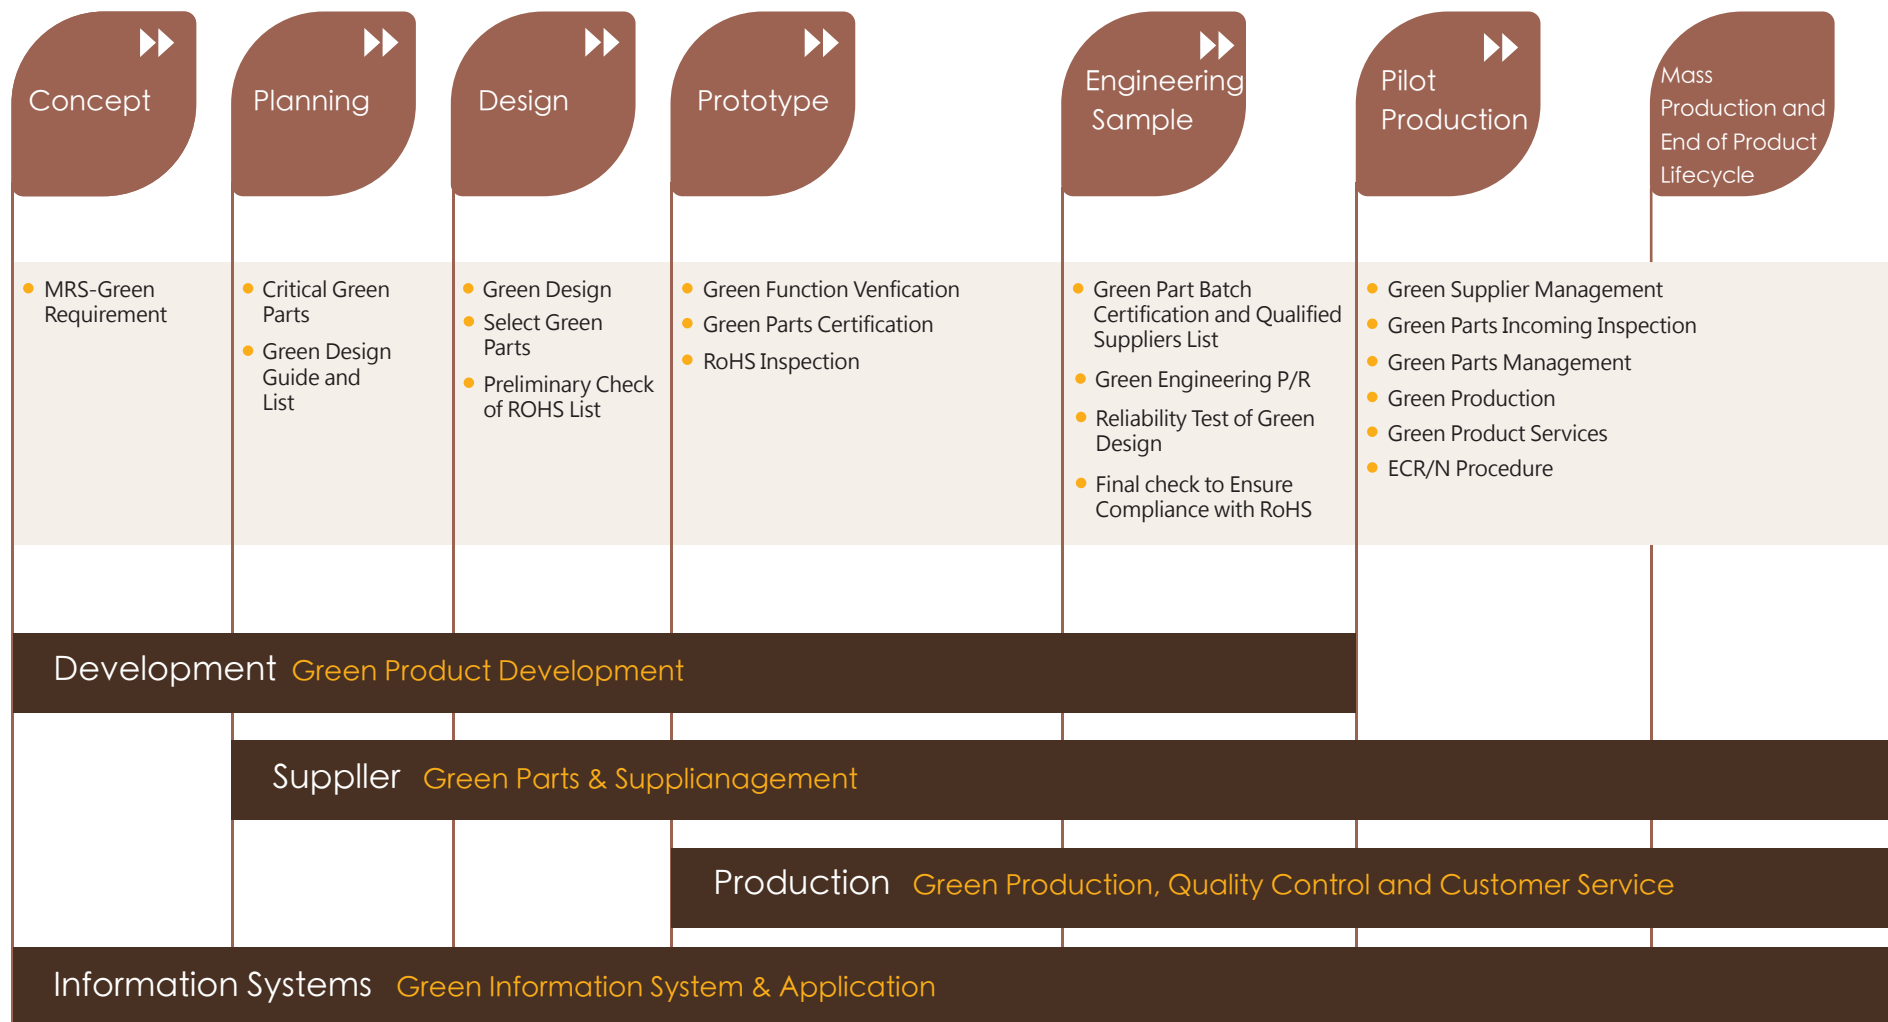 Concept
Planning
Design
Prototype
Engineering
Sample
Pilot
Production
Mass
Production and
End of Product
Lifecycle
MRS-Green
Requirement
Critical Green
Parts
Green Design
Guide and
List
Green Design
Select Green
Parts
Preliminary Check
of ROHS List
Green Function Venfication
Green Parts Certification
RoHS Inspection
Green Part Batch
Certification and Qualified
Suppliers List
Green Engineering P/R
Reliability Test of Green
Design
Final check to Ensure
Compliance with RoHS
Green Supplier Management
Green Parts Incoming Inspection
Green Parts Management
Green Production
Green Product Services
ECR/N Procedure
Development Green Product Development
Suppller Green Parts & Supplianagement
Production Green Production, Quality Control and Customer Service
Information Systems Green Information System & Application